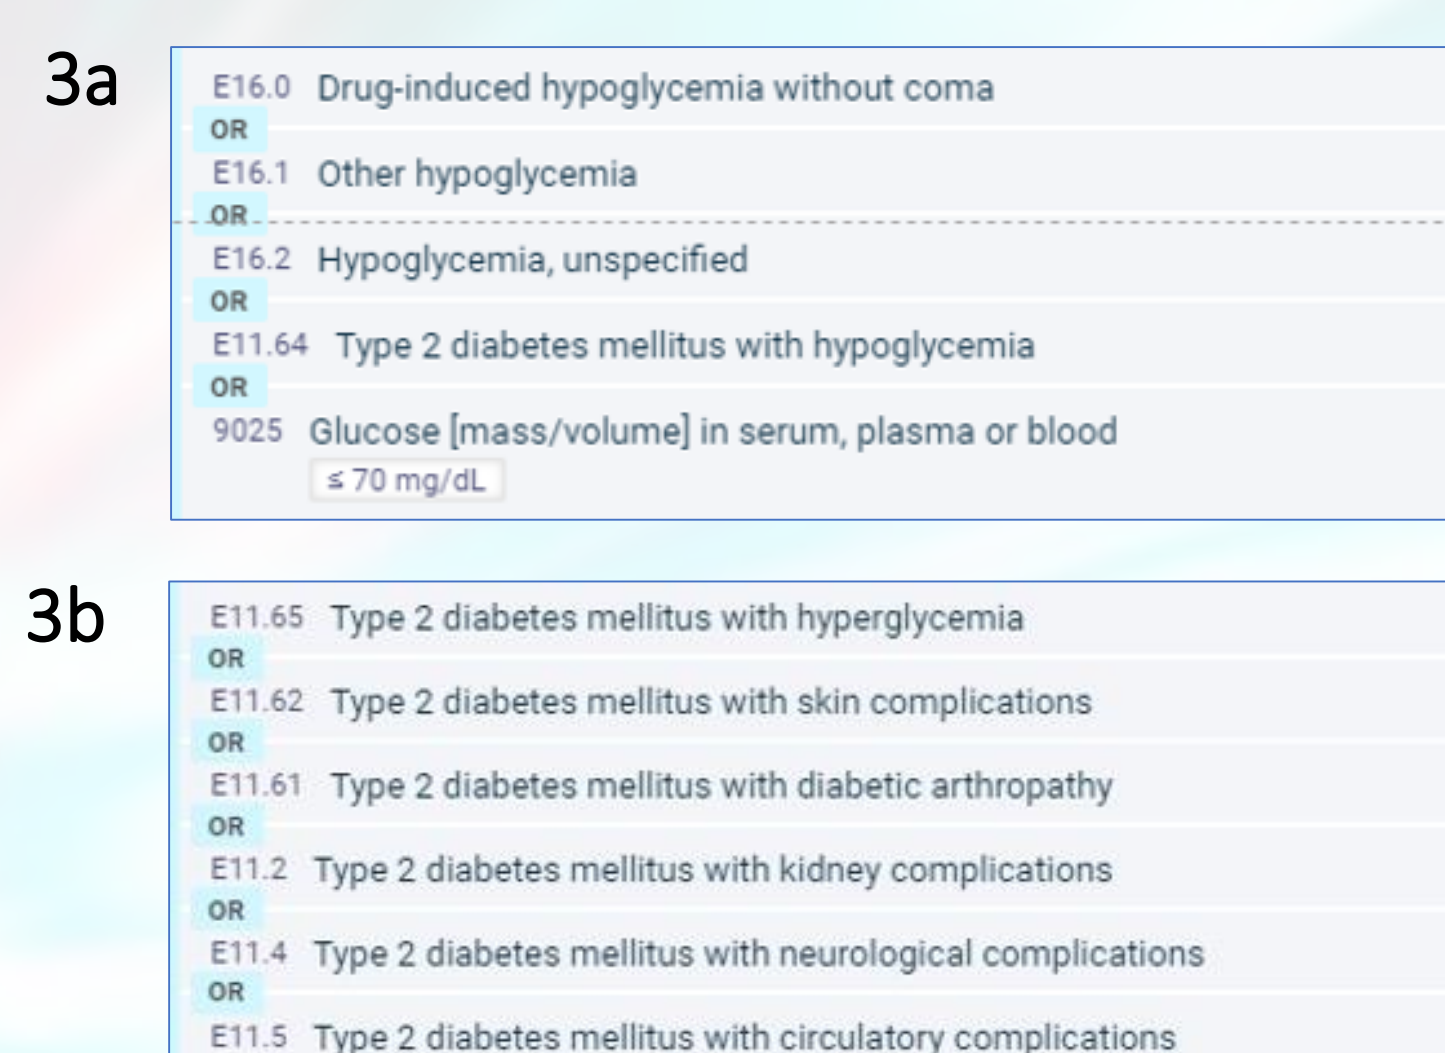 3a
E16.0 Drug-induced hypoglycemia without coma
OR
E16.1 Other hypoglycemia
OR
E16.2 Hypoglycemia, unspecified
OR
E11.64 Type 2 diabetes mellitus with hypoglycemia
OR
9025 Glucose [mass/volume] in serum, plasma or blood
≤ 70 mg/dL
3b
E11.65 Type 2 diabetes mellitus with hyperglycemia
OR
E11.62 Type 2 diabetes mellitus with skin complications
OR
E11.61 Type 2 diabetes mellitus with diabetic arthropathy
OR
E11.2 Type 2 diabetes mellitus with kidney complications
OR
E11.4 Type 2 diabetes mellitus with neurological complications
OR
E11.5 Type 2 diabetes mellitus with circulatory complications